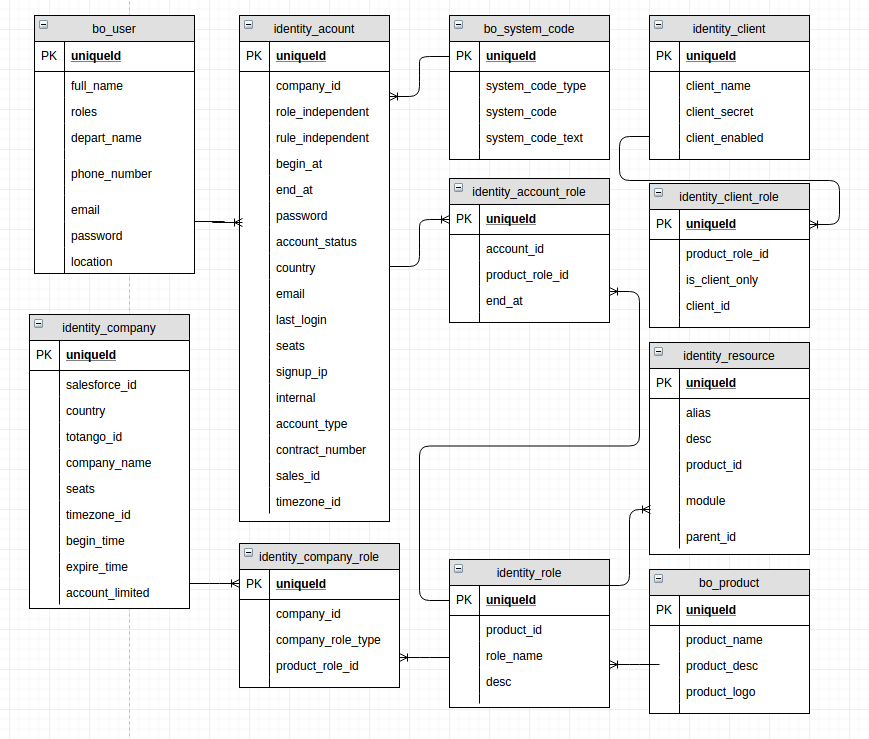 bo_user
PK uniqueId
full_name
roles
depart_name
phone_number
email
password
location
identity_acount
PK uniqueId
company_id
role_independent
rule_independent
begin_at
end_at
password
account_status
country
email
last_login
seats
signup_ip
internal
account_type
contract_number
sales_id
timezone_id
bo_system_code
PK uniqueId
system_code_type
system_code
system_code_text
identity_client
PK uniqueId
client_name
client_secret
client_enabled
identity_account_role
PK uniqueId
account_id
product_role_id
end_at
identity_client_role
PK uniqueId
product_role_id
is_client_only
client_id
identity_company
PK uniqueId
salesforce_id
country
totango_id
company_name
seats
timezone_id
begin_time
expire_time
account_limited
identity_resource
PK uniqueId
alias
desc
product_id
module
parent_id
identity_company_role
PK uniqueId
company_id
company_role_type
product_role_id
identity_role
PK uniqueId
product_id
role_name
desc
bo_product
PK uniqueId
product_name
product_desc
product_logo